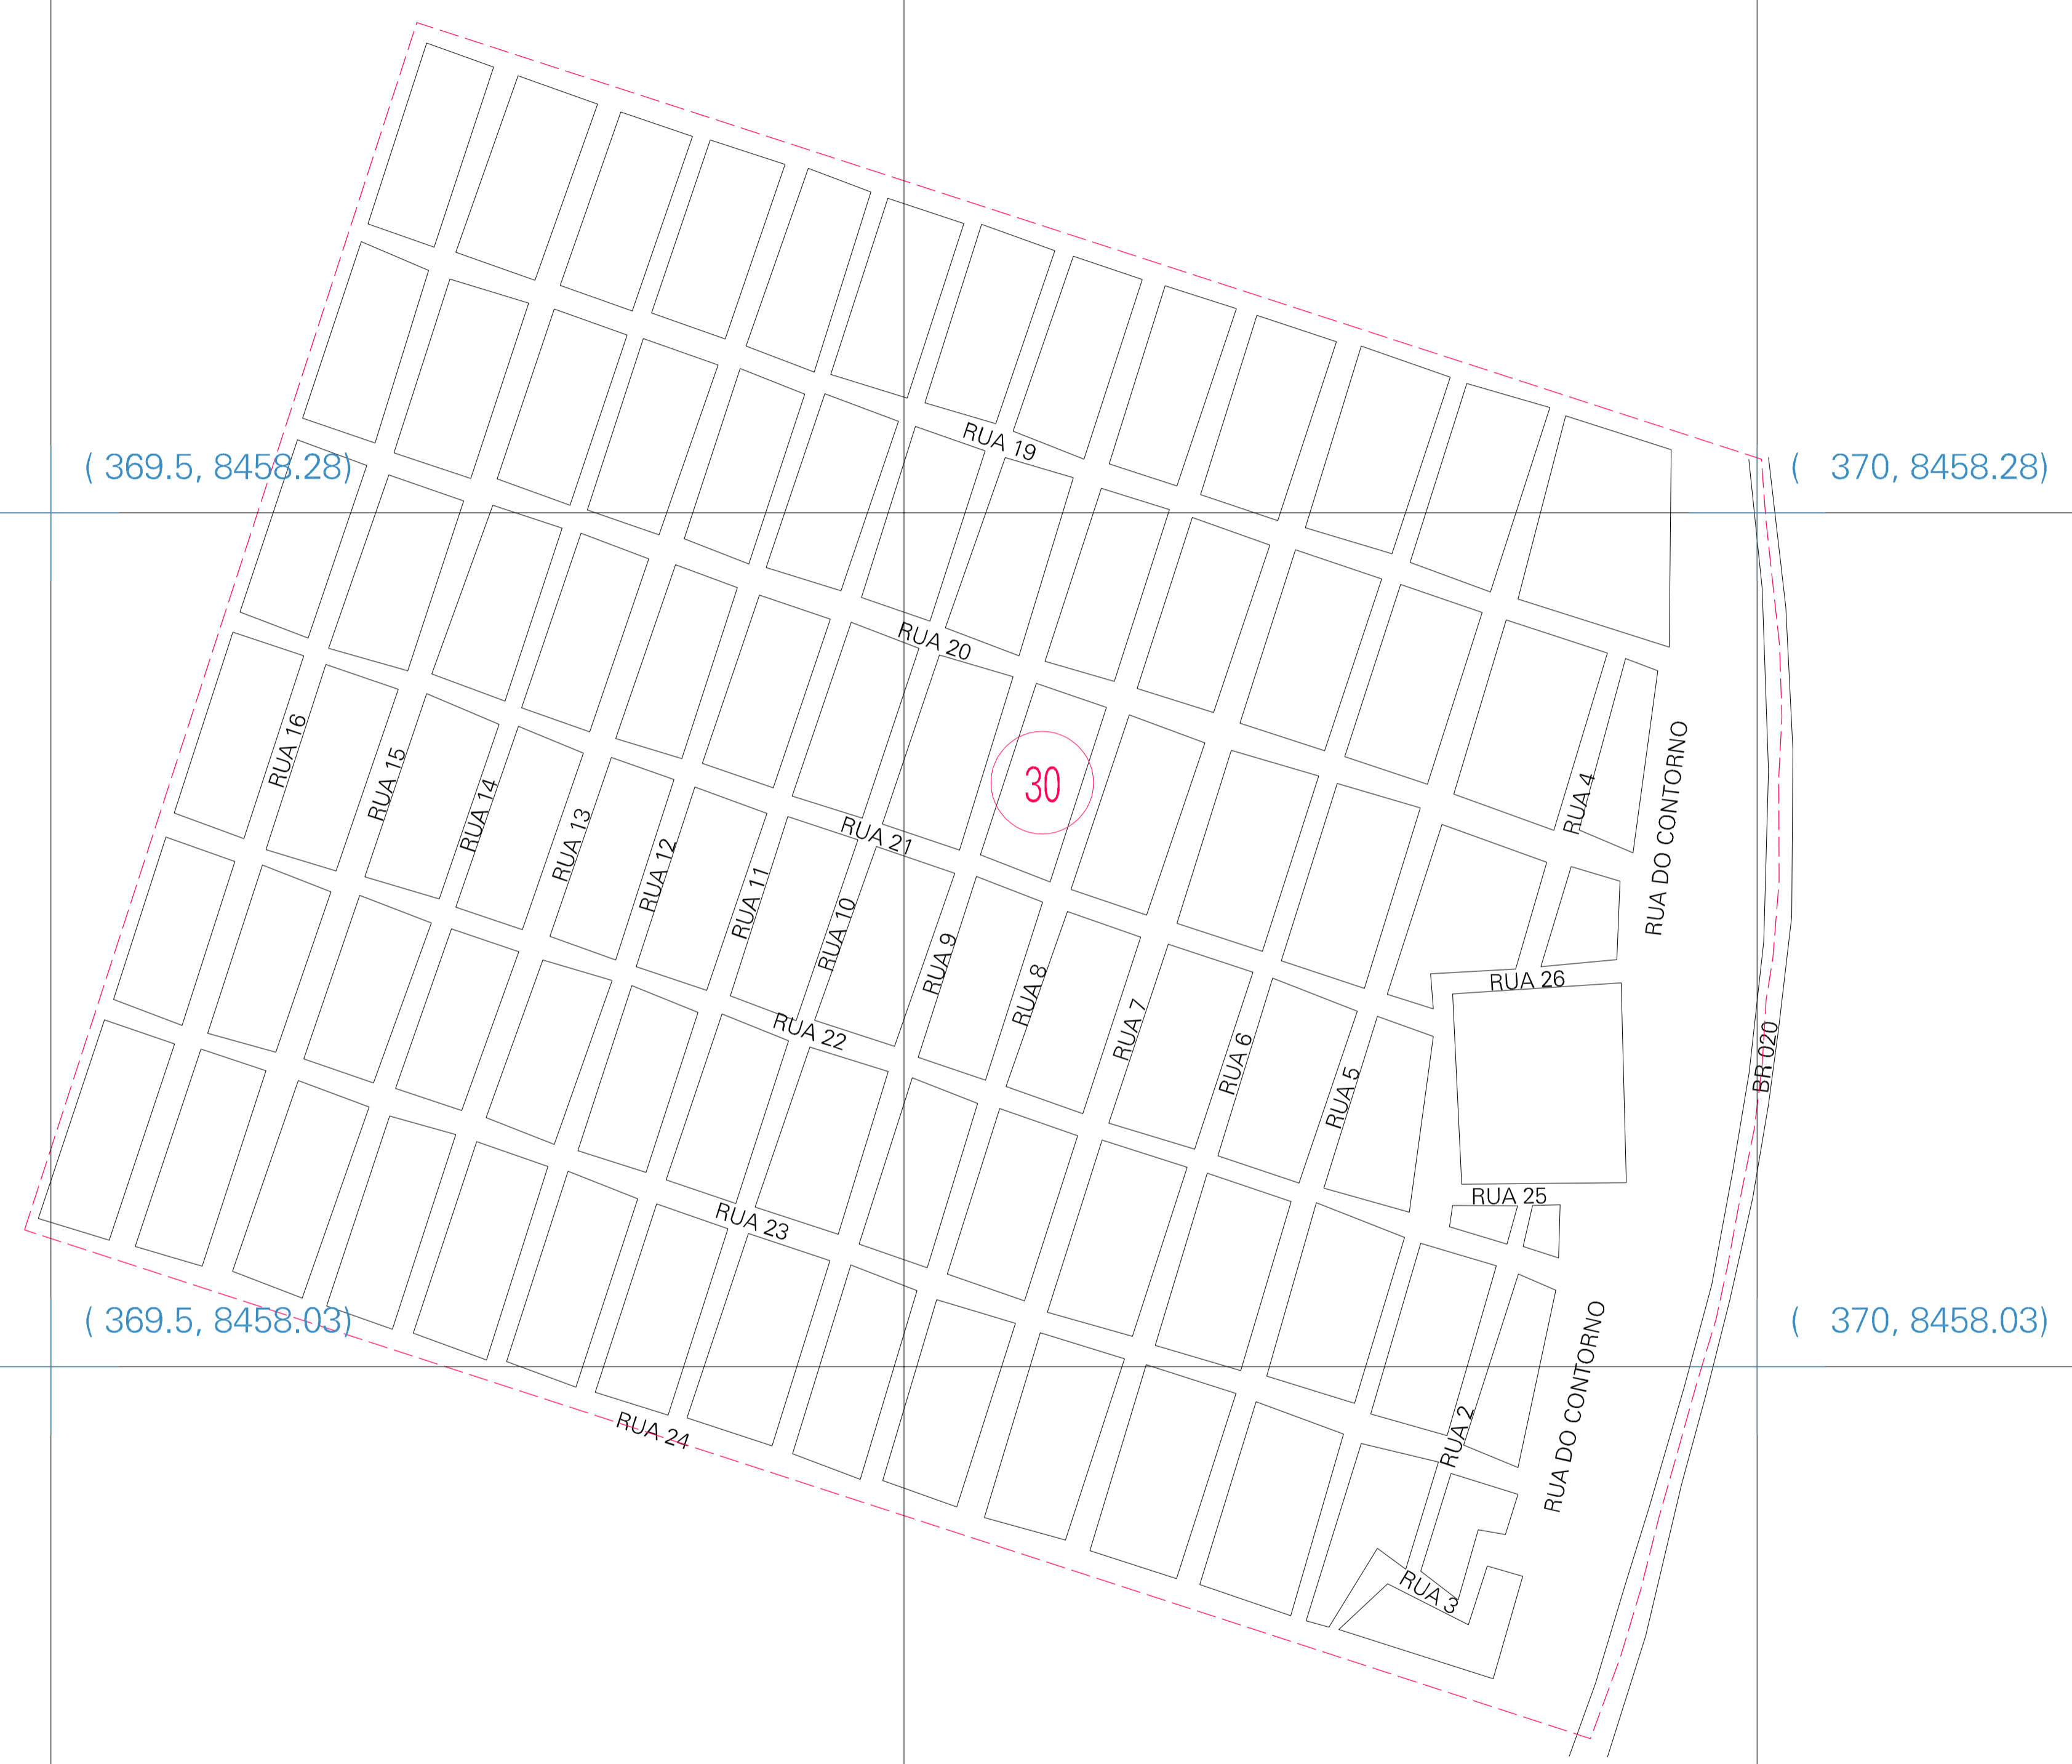 RUA 19
( 369.5, 8458.28)
( 370, 8458.28)
RUA 20
RUA 16
RUA 15
RUA 14
RUA 13
RUA 12
RUA 11
RUA 10
RUA 9
RUA 8
RUA 7
RUA 6
RUA 5
RUA 4
30
RUA 21
RUA DO CONTORNO
RUA 26
RUA 22
BR 020
RUA 25
RUA 23
( 369.5, 8458.03)
( 370, 8458.03)
RUA DO CONTORNO
RUA 2
RUA 24
RUA 3